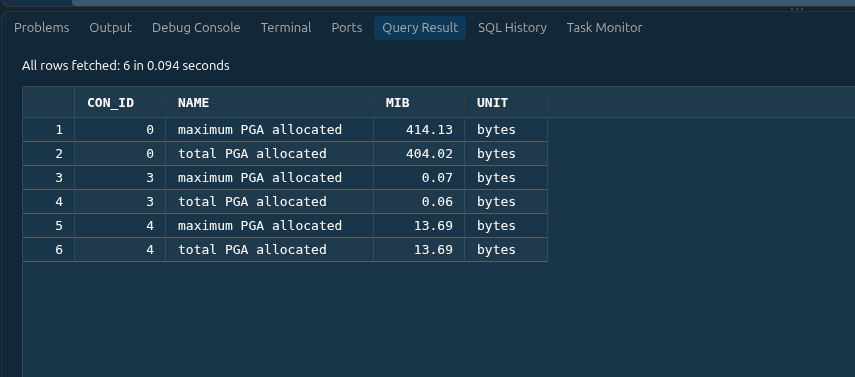 Problems Output Debug Console Terminal Ports Query Result SQL History Task Monitor
All rows fetched: 6 in 0.094 seconds
CON_ID NAME MIB UNIT
1 0 maximum PGA allocated 414.13 bytes
2 0 total PGA allocated 404.02 bytes
3 3 maximum PGA allocated 0.07 bytes
4 3 total PGA allocated 0.06 bytes
5 4 maximum PGA allocated 13.69 bytes
6 4 total PGA allocated 13.69 bytes